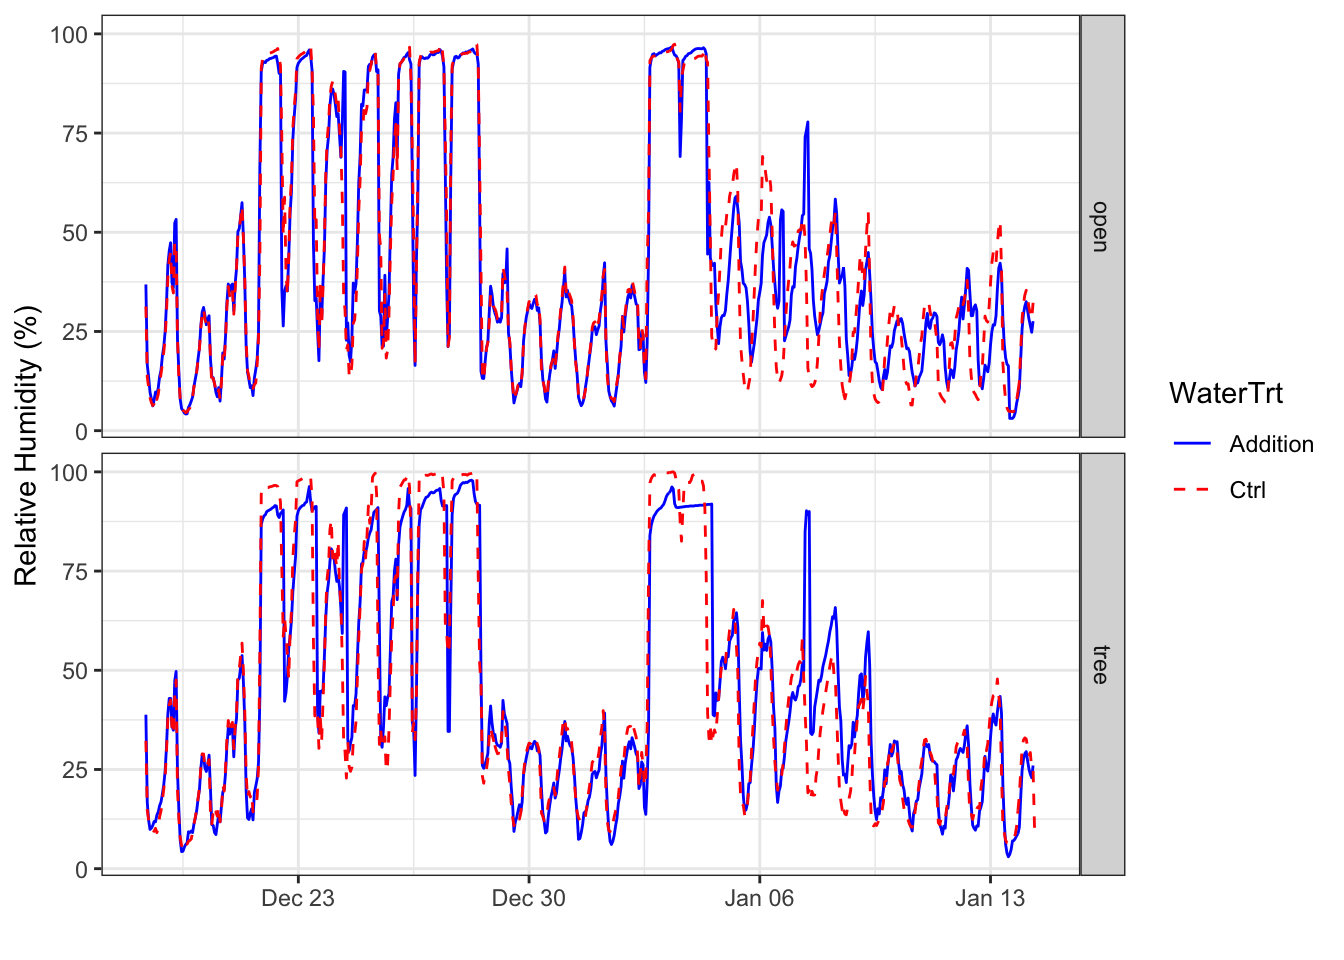 Relative Humidity (%)
100
75
50
25
0
open
100
75
50
25
0
tree
Dec 23
Dec 30
Jan 06
Jan 13
WaterTrt
Addition
Ctrl